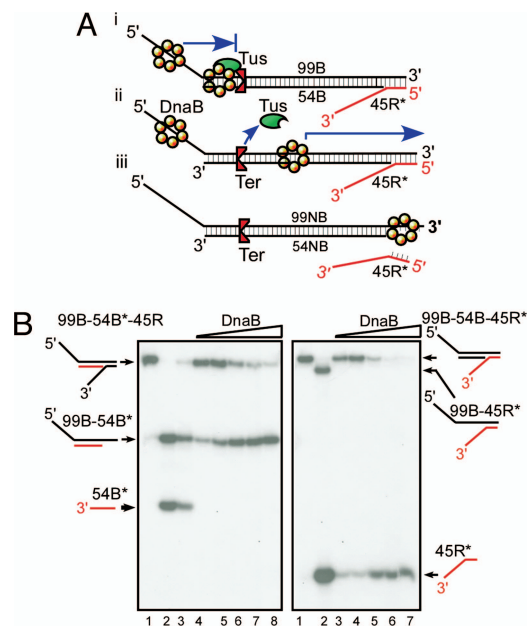 A
i
5'
Tus
99B
3'
54B
5'
45R*
3'
ii
DnaB
5'
Tus
3'
3'
5'
Ter
45R*
3'
iii
5'
99NB
3'
3'
54NB
Ter
3'
45R*
5'
B
99B-54B*-45R
DnaB
DnaB
99B-54B-45R*
5'
3'
5'
3'
99B-54B*
5'
99B-45R*
5'
3'
54B*
3'
45R*
3'
1 2 3 4 5 6 7 8
1 2 3 4 5 6 7